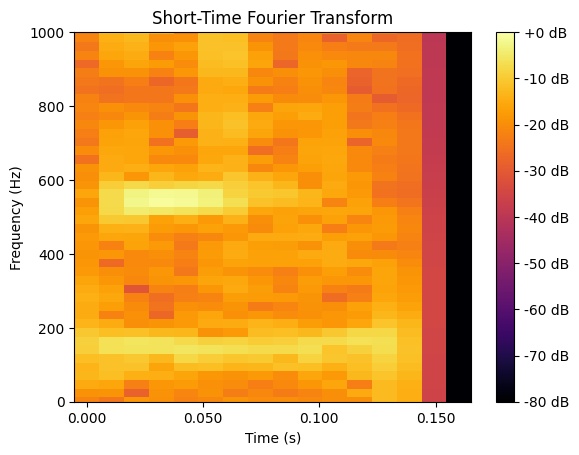 Short-Time Fourier Transform
1000
800
600
400
200
0
Frequency (Hz)
0.000
0.050
0.100
0.150
Time (s)
+0 dB
-10 dB
-20 dB
-30 dB
-40 dB
-50 dB
-60 dB
-70 dB
-80 dB